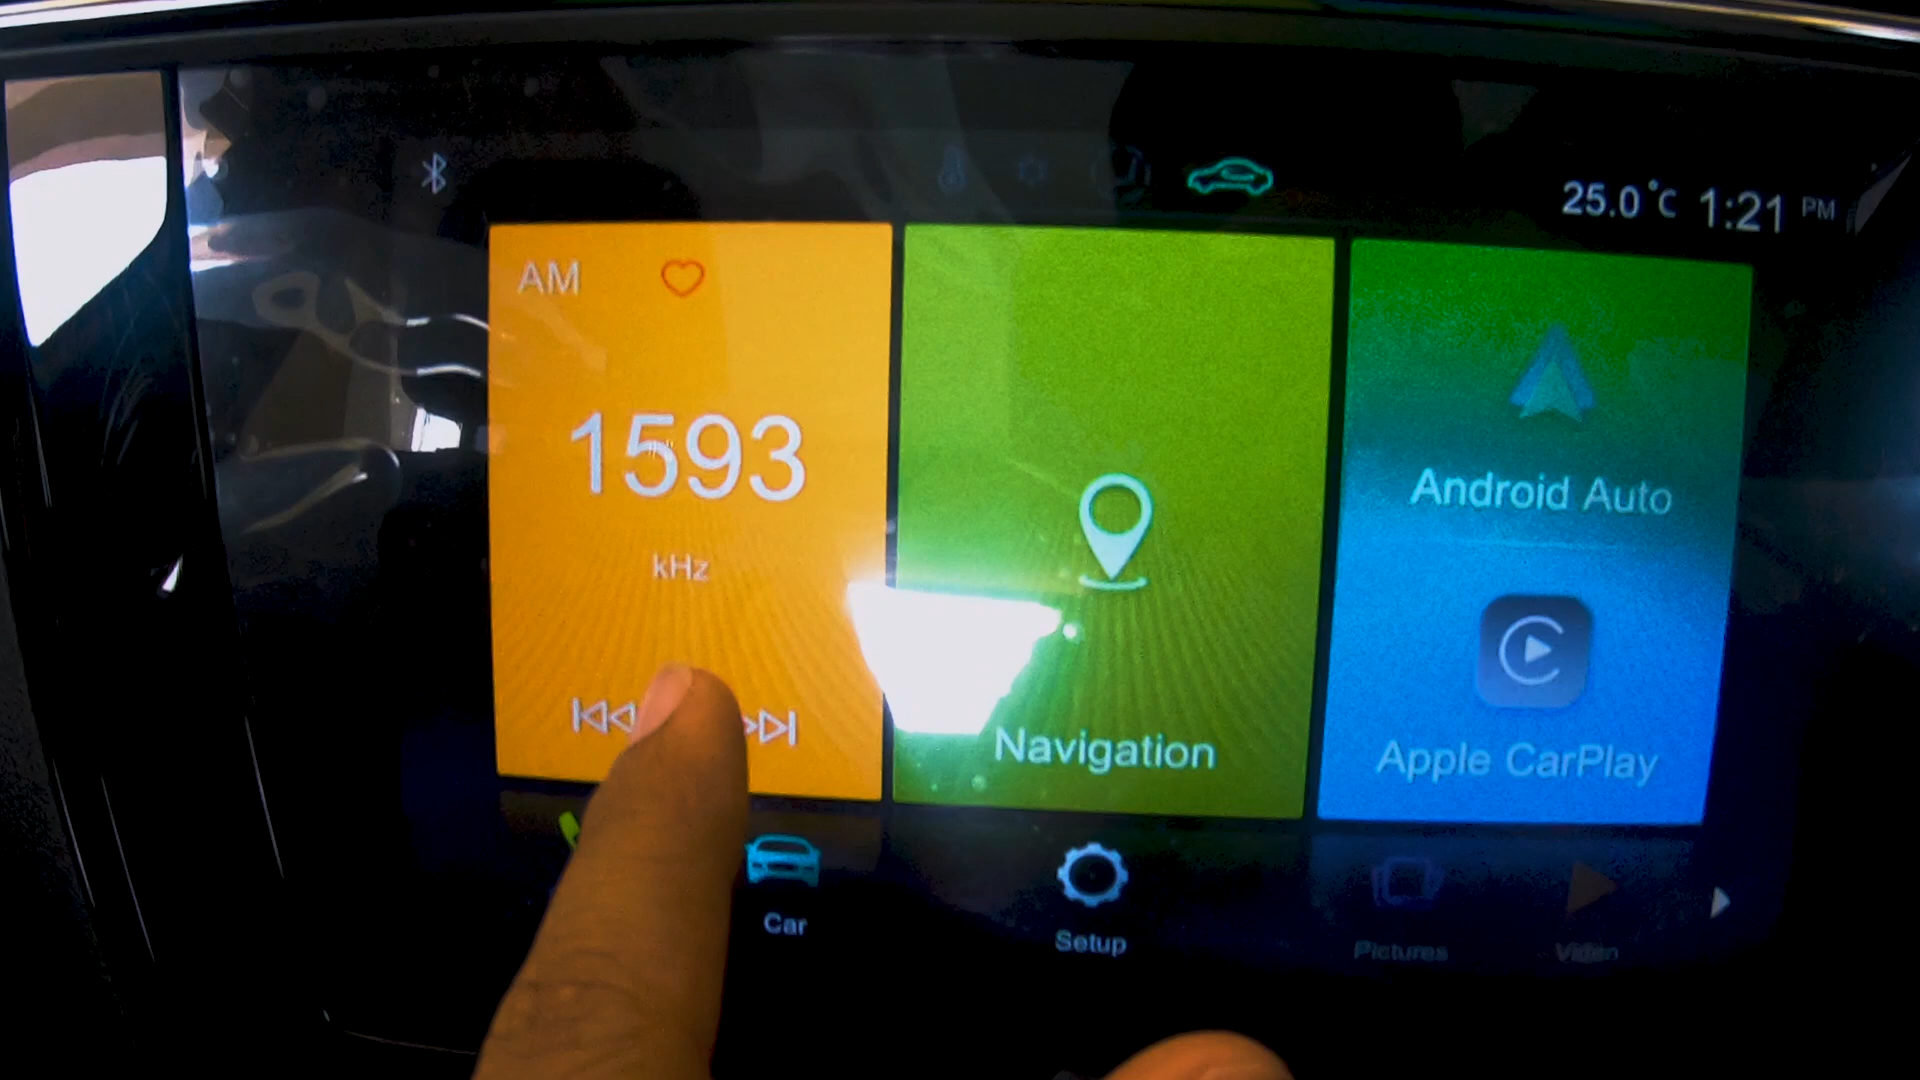 25.0°C 1:21 PM
AM
1593
kHz
Navigation
Android Auto
Apple CarPlay
Car
Setup
Pictures
Video